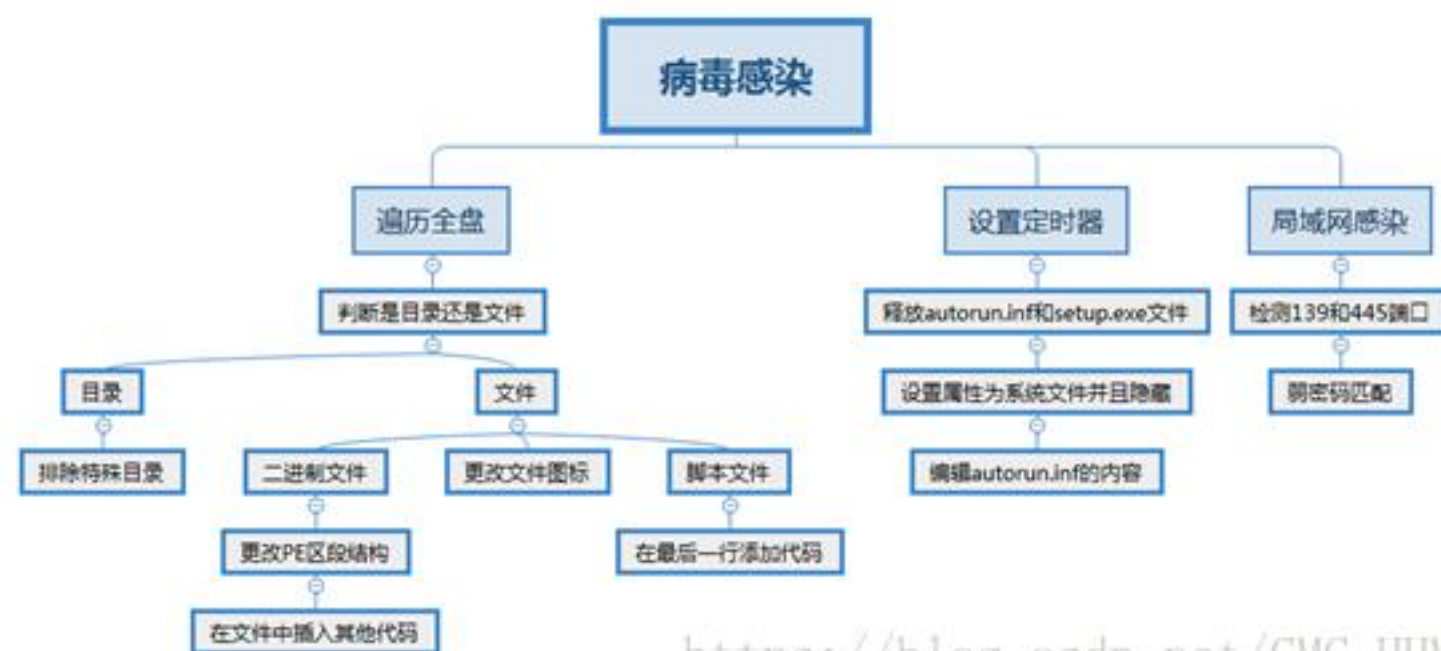 病毒感染
遍历全盘
设置定时器
局域网感染
判断是目录还是文件
释放autorun.inf和setup.exe文件
检测139和445端口
目录
文件
设置属性为系统文件并且隐藏
弱密码匹配
排除特殊目录
二进制文件
更改文件图标
脚本文件
编辑autorun.inf的内容
更改PE区段结构
在最后一行添加代码
在文件中插入其他代码